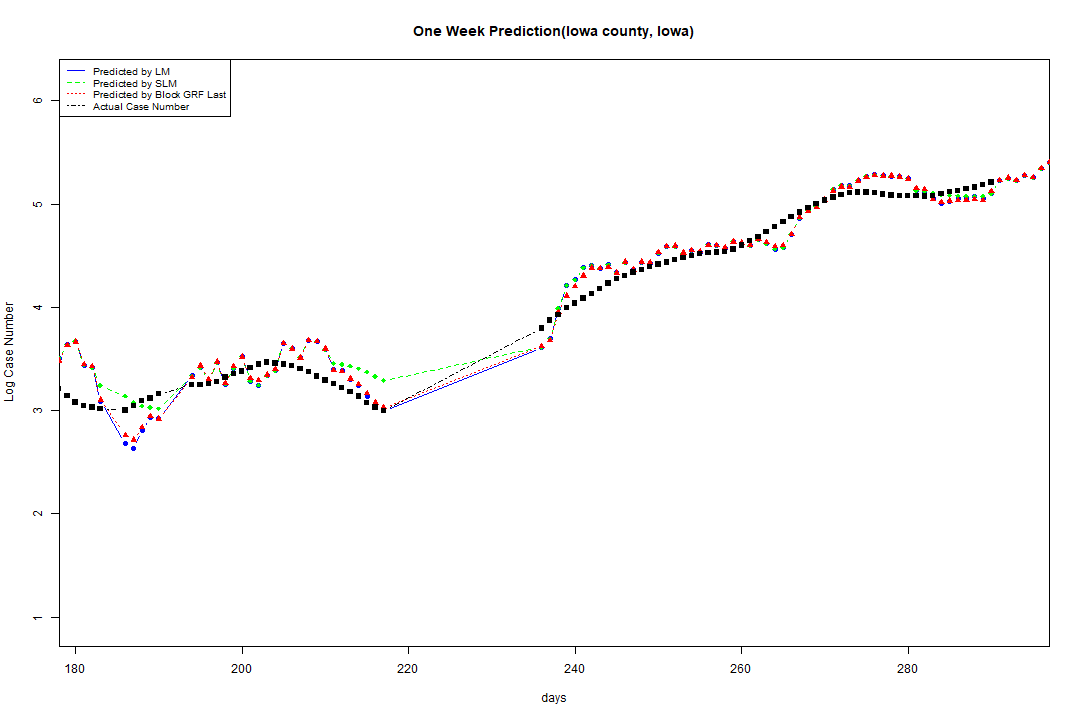 One Week Prediction(Iowa county, Iowa)
Predicted by LM
Predicted by SLM
Predicted by Block GRF Last
Actual Case Number
6
5
4
3
2
1
Log Case Number
180 200 220 240 260 280
days